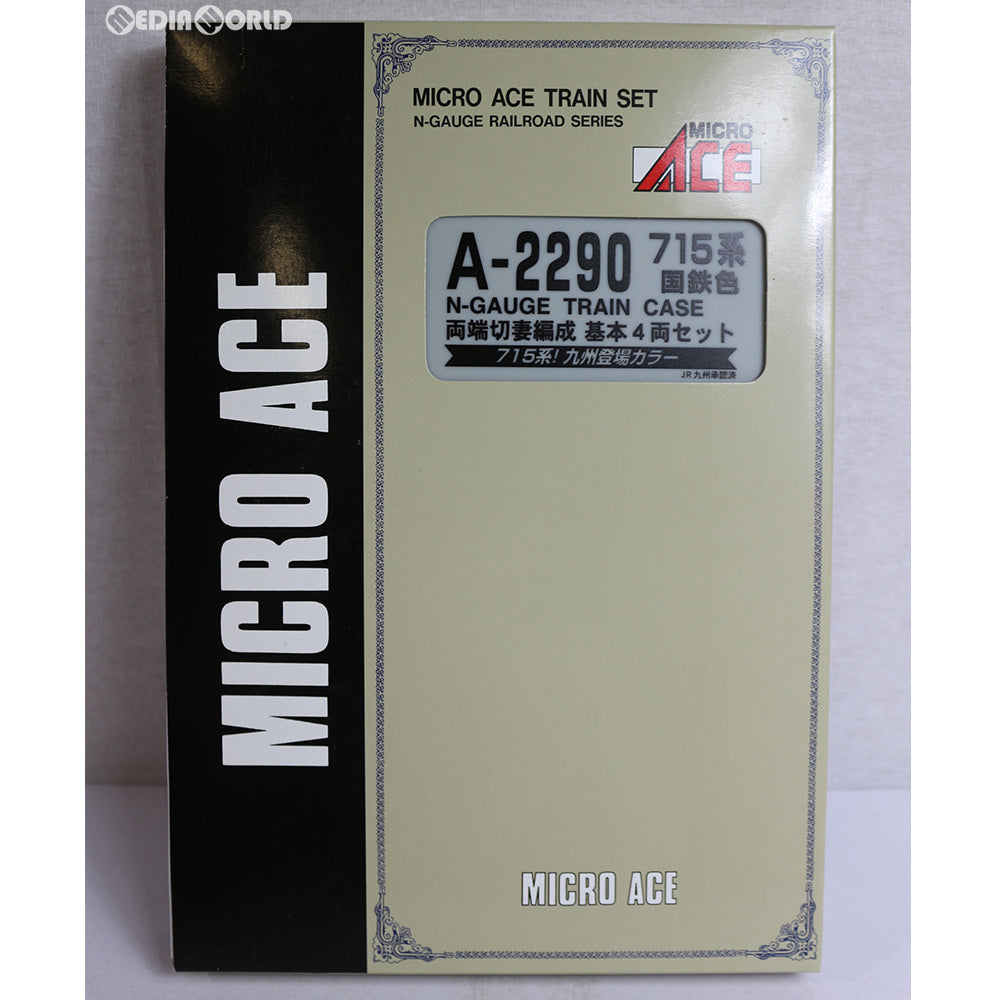 MEDIAWORLD
MICRO ACE TRAIN SET
N-GAUGE RAILROAD SERIES
MICRO
ACE
A-2290 715系
国鉄色
N-GAUGE TRAIN CASE
両端切妻編成 基本4両セット
715系!九州登場カラー
JR九州承認済
MICRO ACE
MICRO ACE